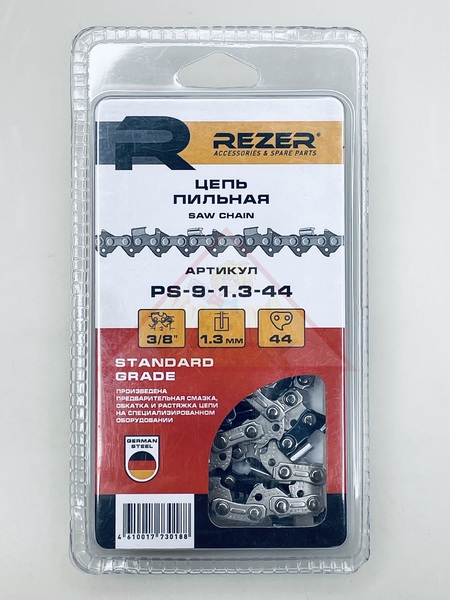 REZER®
ACCESSORIES & SPARE PARTS
ЦЕПЬ
ПИЛЬНАЯ
SAW CHAIN
АРТИКУЛ
PS-9-1.3-44
3/8" 1.3 мм 44
STANDARD
GRADE
ПРОИЗВЕДЕНА
ПРЕДВАРИТЕЛЬНАЯ СМАЗКА,
ОБКАТКА И РАСТЯЖКА ЦЕПИ
НА СПЕЦИАЛИЗИРОВАННОМ
ОБОРУДОВАНИИ
GERMAN
STEEL
4 610017 730188